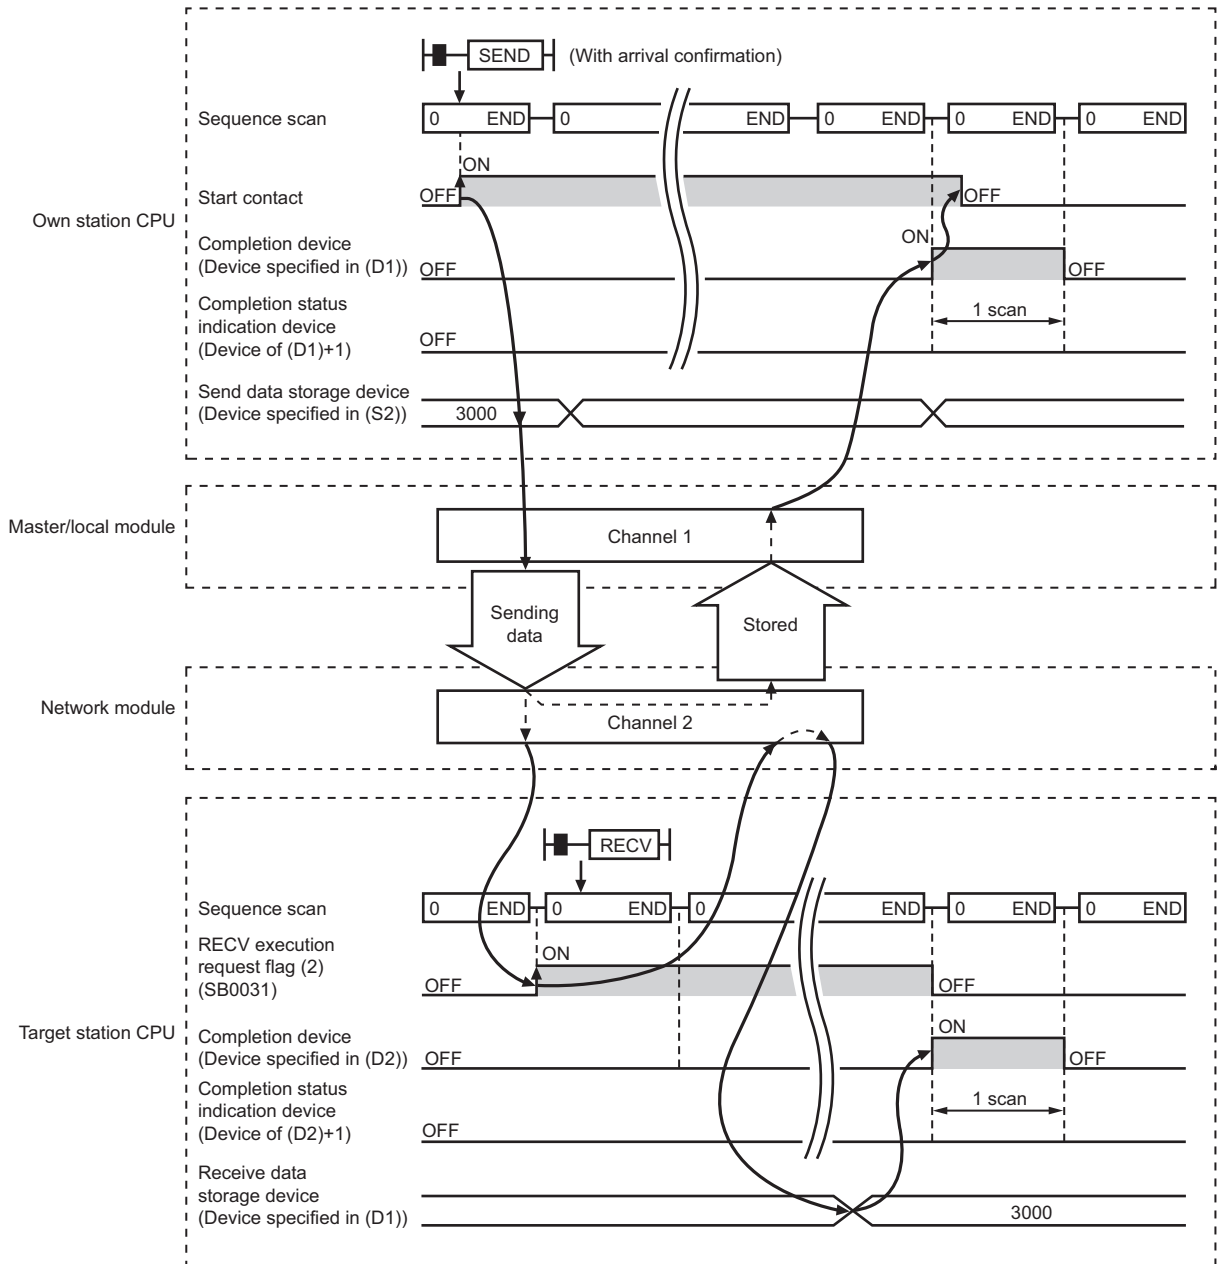 SEND (With arrival confirmation)
Sequence scan 0 END 0 END 0 END 0 END 0 END
ON
Start contact OFF OFF
Own station CPU
Completion device
(Device specified in (D1)) OFF ON OFF
Completion status
indication device
(Device of (D1)+1) OFF 1 scan
Send data storage device
(Device specified in (S2)) 3000
Master/local module Channel 1
Sending
data
Stored
Network module Channel 2
RECV
Sequence scan 0 END 0 END 0 END 0 END 0 END
RECV execution
request flag (2)
(SB0031) OFF ON OFF
Target station CPU
Completion device
(Device specified in (D2)) OFF ON OFF
Completion status
indication device
(Device of (D2)+1) OFF 1 scan
Receive data
storage device
(Device specified in (D1)) 3000